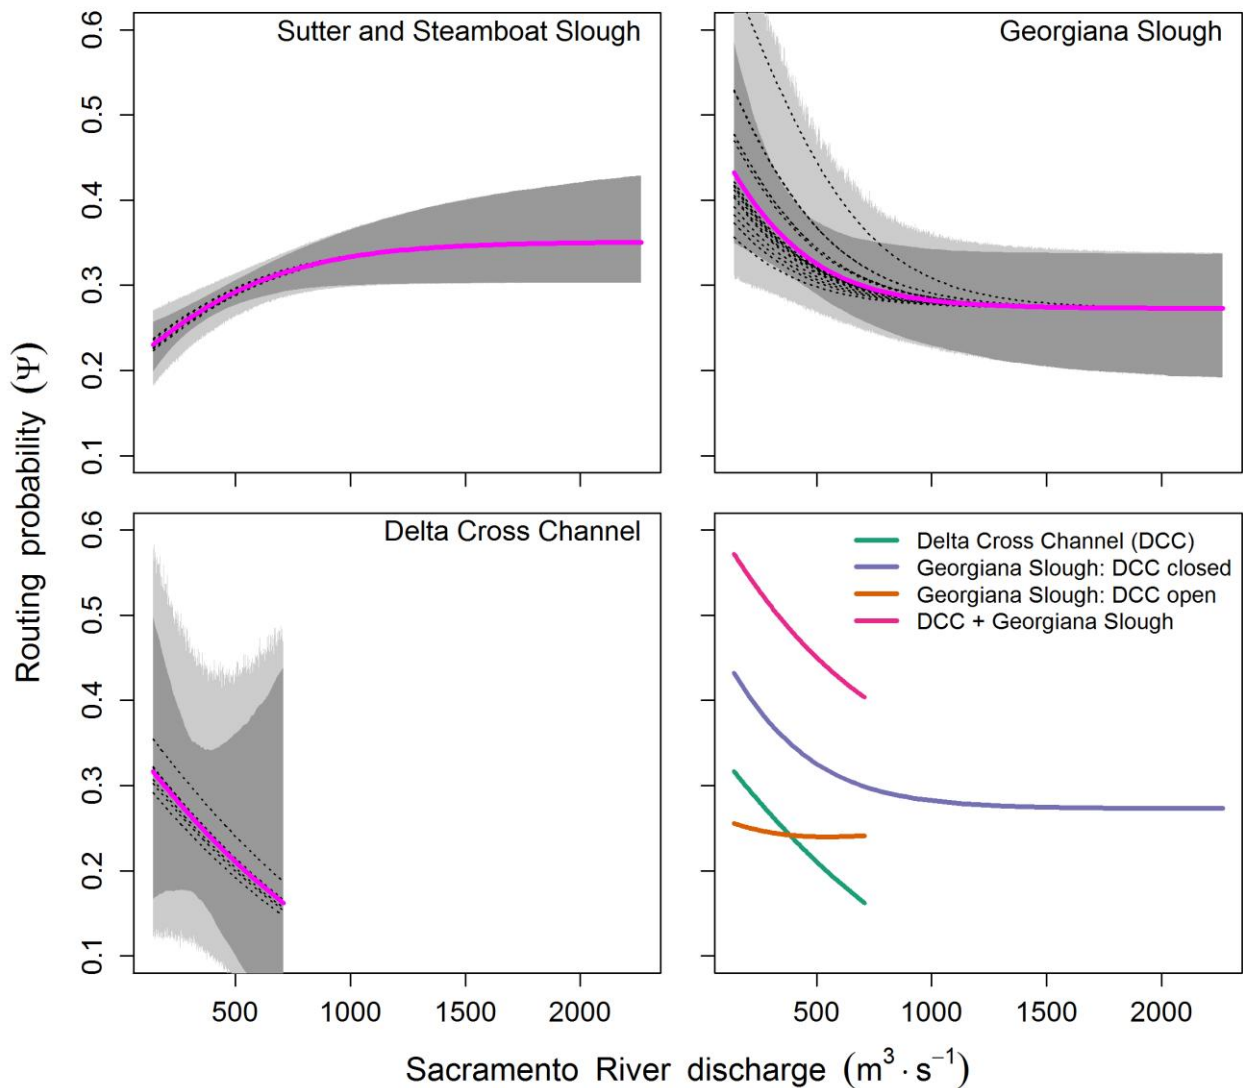 Sutter and Steamboat Slough
Georgiana Slough
0.6
0.5
0.4
0.3
0.2
0.1
Delta Cross Channel
Delta Cross Channel (DCC)
Georgiana Slough: DCC closed
Georgiana Slough: DCC open
DCC + Georgiana Slough
0.6
0.5
0.4
0.3
0.2
0.1
Routing probability (Ψ)
500 1000 1500 2000
500 1000 1500 2000
Sacramento River discharge (m³·s⁻¹)